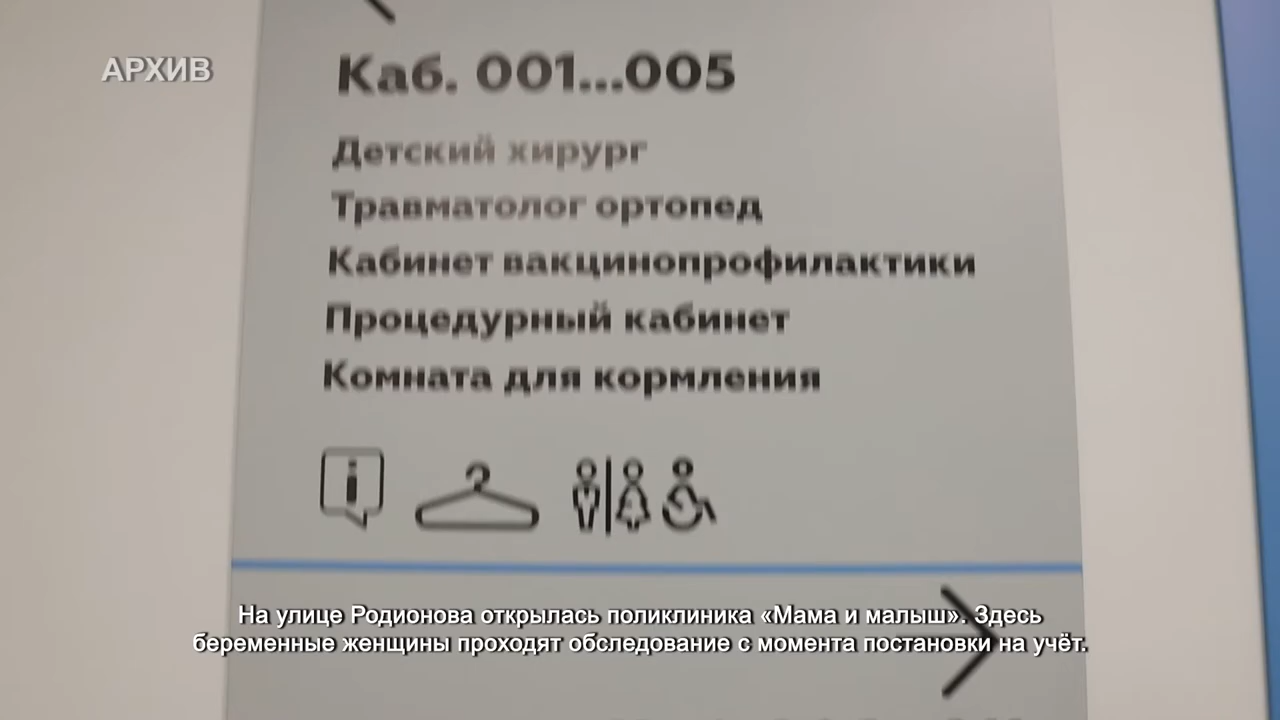 АРХИВ
Каб. 001...005
Детский хирург
Травматолог ортопед
Кабинет вакцинопрофилактики
Процедурный кабинет
Комната для кормления
На улице Родионова открылась поликлиника «Мама и малыш». Здесь
беременные женщины проходят обследование с момента постановки на учёт.